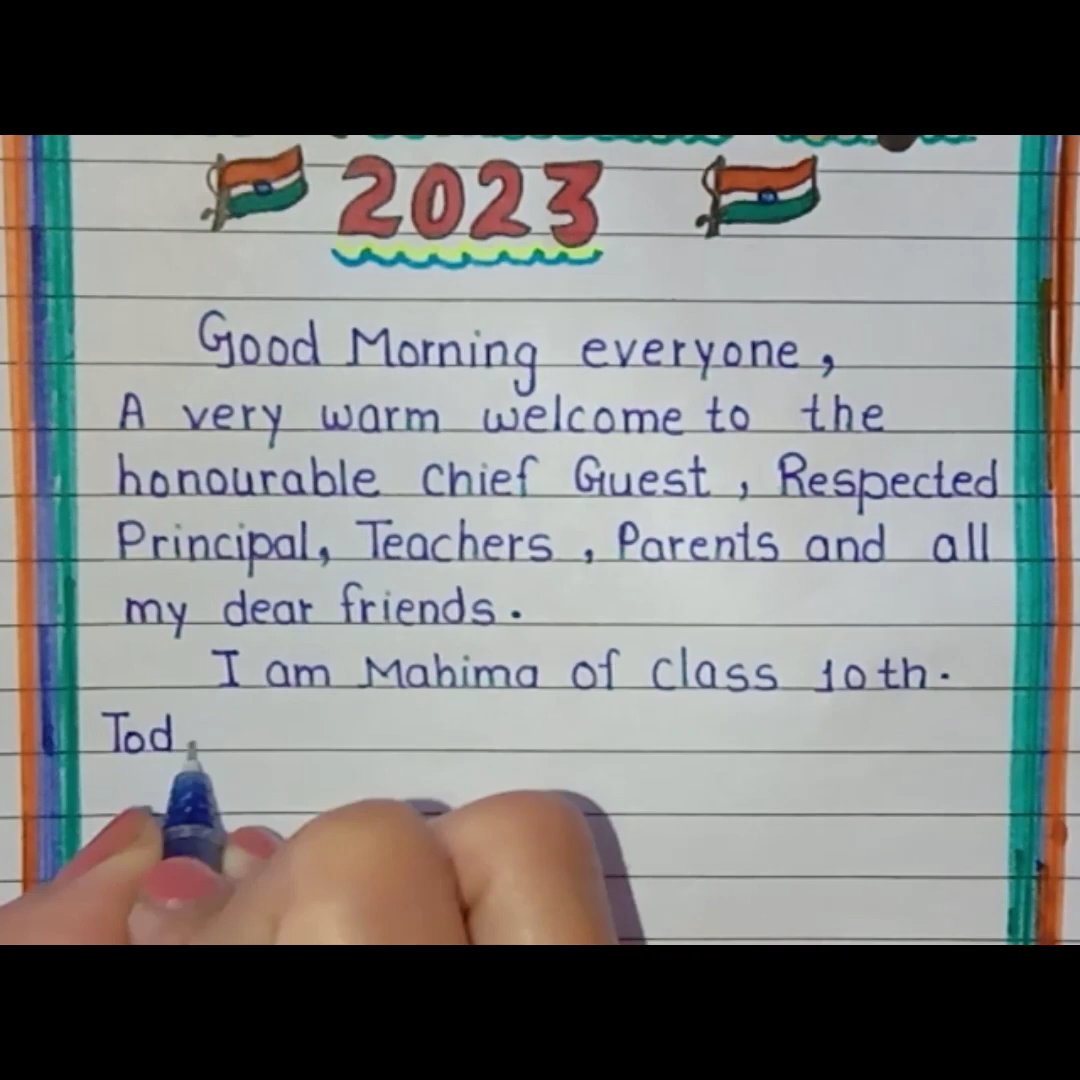 2023
Good Morning everyone,
A very warm welcome to the
honourable Chief Guest, Respected
Principal, Teachers, Parents and all
my dear friends.
I am Mahima of class 10th.
Tod